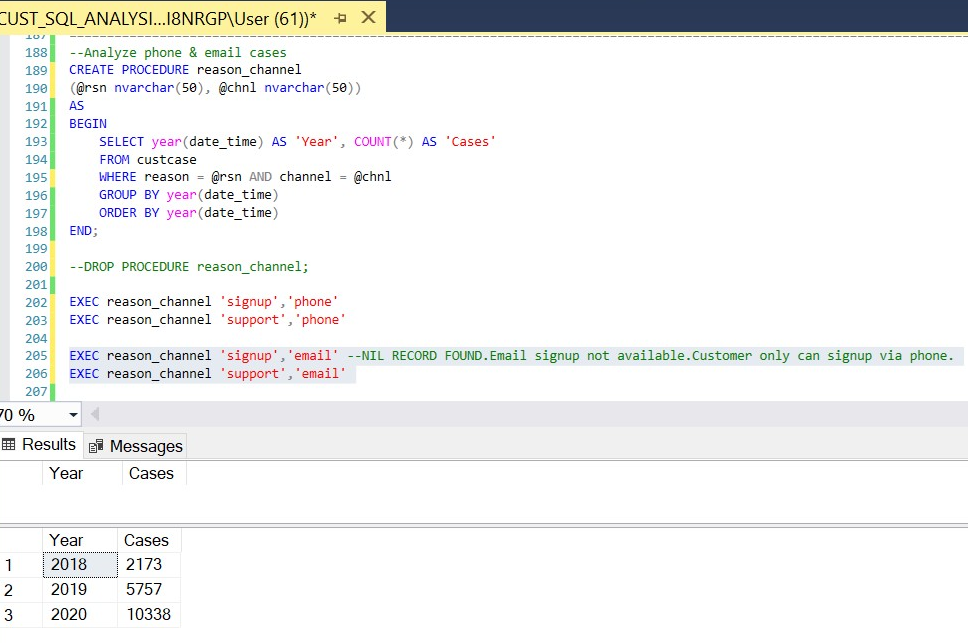 CUST_SQL_ANALYSI...I8NRGP\User (61))*
187
188 --Analyze phone & email cases
189 CREATE PROCEDURE reason_channel
190 (@rsn nvarchar(50), @chnl nvarchar(50))
191 AS
192 BEGIN
193 SELECT year(date_time) AS 'Year', COUNT(*) AS 'Cases'
194 FROM custcase
195 WHERE reason = @rsn AND channel = @chnl
196 GROUP BY year(date_time)
197 ORDER BY year(date_time)
198 END;
199
200 --DROP PROCEDURE reason_channel;
201
202 EXEC reason_channel 'signup','phone'
203 EXEC reason_channel 'support','phone'
204
205 EXEC reason_channel 'signup','email' --NIL RECORD FOUND.Email signup not available.Customer only can signup via phone.
206 EXEC reason_channel 'support','email'
207
70 %
Results Messages
Year Cases
Year Cases
1 2018 2173
2 2019 5757
3 2020 10338